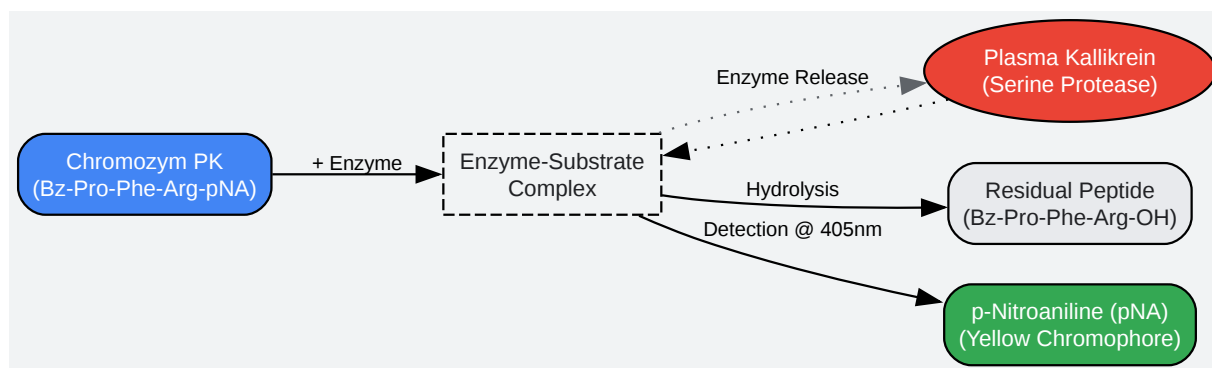 Chromozym PK
(Bz-Pro-Phe-Arg-pNA)
+ Enzyme
Enzyme-Substrate
Complex
Enzyme Release
Plasma Kallikrein
(Serine Protease)
Hydrolysis
Residual Peptide
(Bz-Pro-Phe-Arg-OH)
Detection @ 405nm
p-Nitroaniline (pNA)
(Yellow Chromophore)